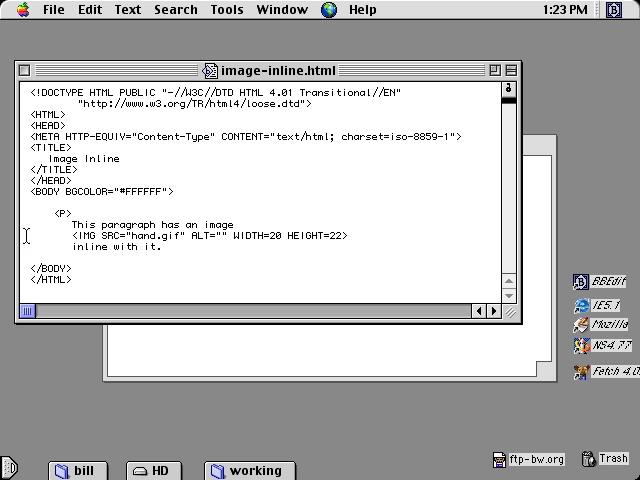 File Edit Text Search Tools Window Help 1:23 PM
image-inline.html
<!DOCTYPE HTML PUBLIC "-//W3C//DTD HTML 4.01 Transitional//EN"
"http://www.w3.org/TR/html4/loose.dtd">
<HTML>
<HEAD>
<META HTTP-EQUIV="Content-Type" CONTENT="text/html; charset=iso-8859-1">
<TITLE>
Image Inline
</TITLE>
</HEAD>
<BODY BGCOLOR="#FFFFFF">
<P>
This paragraph has an image
<IMG SRC="hand.gif" ALT="" WIDTH=20 HEIGHT=22>
inline with it.
</BODY>
</HTML>
BBEdit
IE5.1
Mozilla
NS4.77
Fetch 4.0
ftp-bw.org
Trash
bill
HD
working